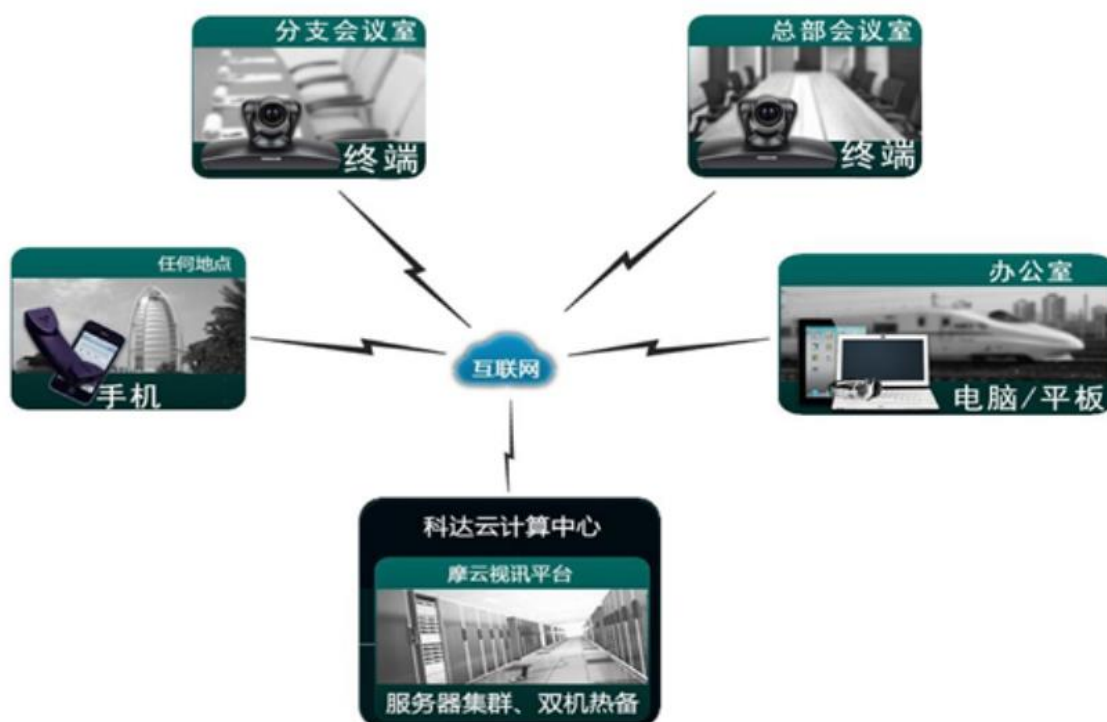 分支会议室
终端
总部会议室
终端
任何地点
手机
办公室
电脑/平板
互联网
科达云计算中心
摩云视讯平台
服务器集群、双机热备